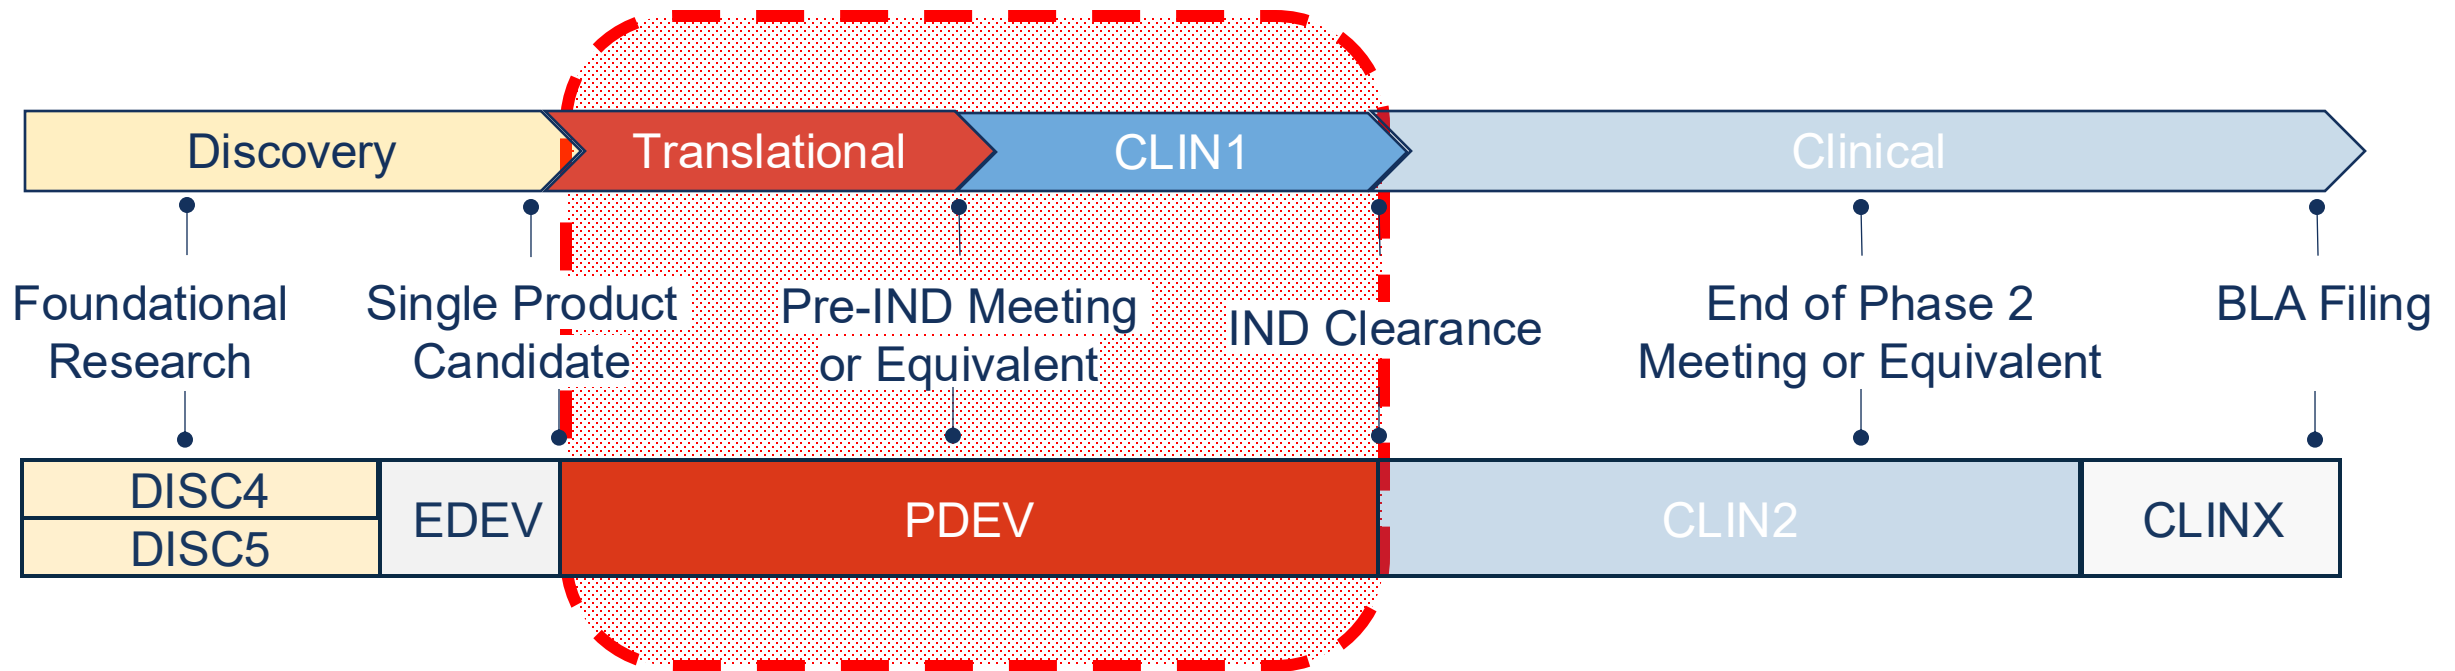 Discovery
Translational
CLIN1
Clinical
Foundational
Research
Single Product
Candidate
Pre-IND Meeting
or Equivalent
IND Clearance
End of Phase 2
Meeting or Equivalent
BLA Filing
DISC4
DISC5
EDEV
PDEV
CLIN2
CLINX